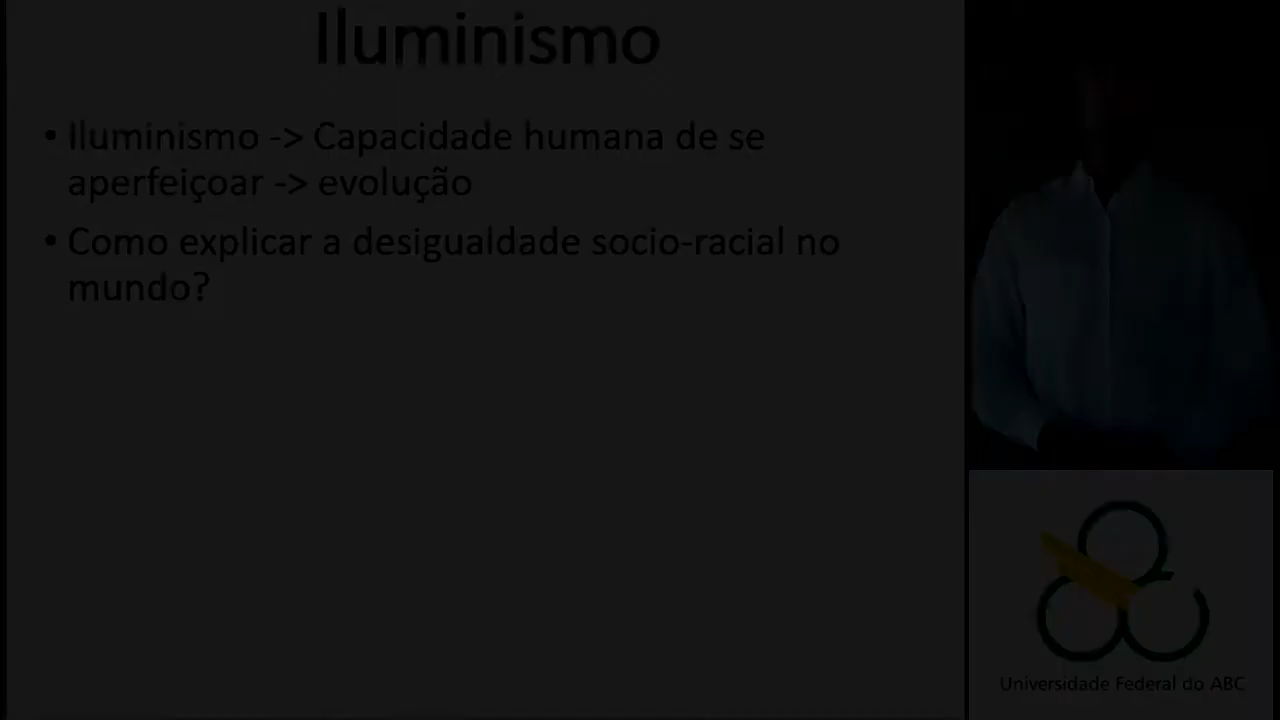 Iluminismo
• Iluminismo -> Capacidade humana de se
aperfeiçoar -> evolução
• Como explicar a desigualdade socio-racial no
mundo?
Universidade Federal do ABC